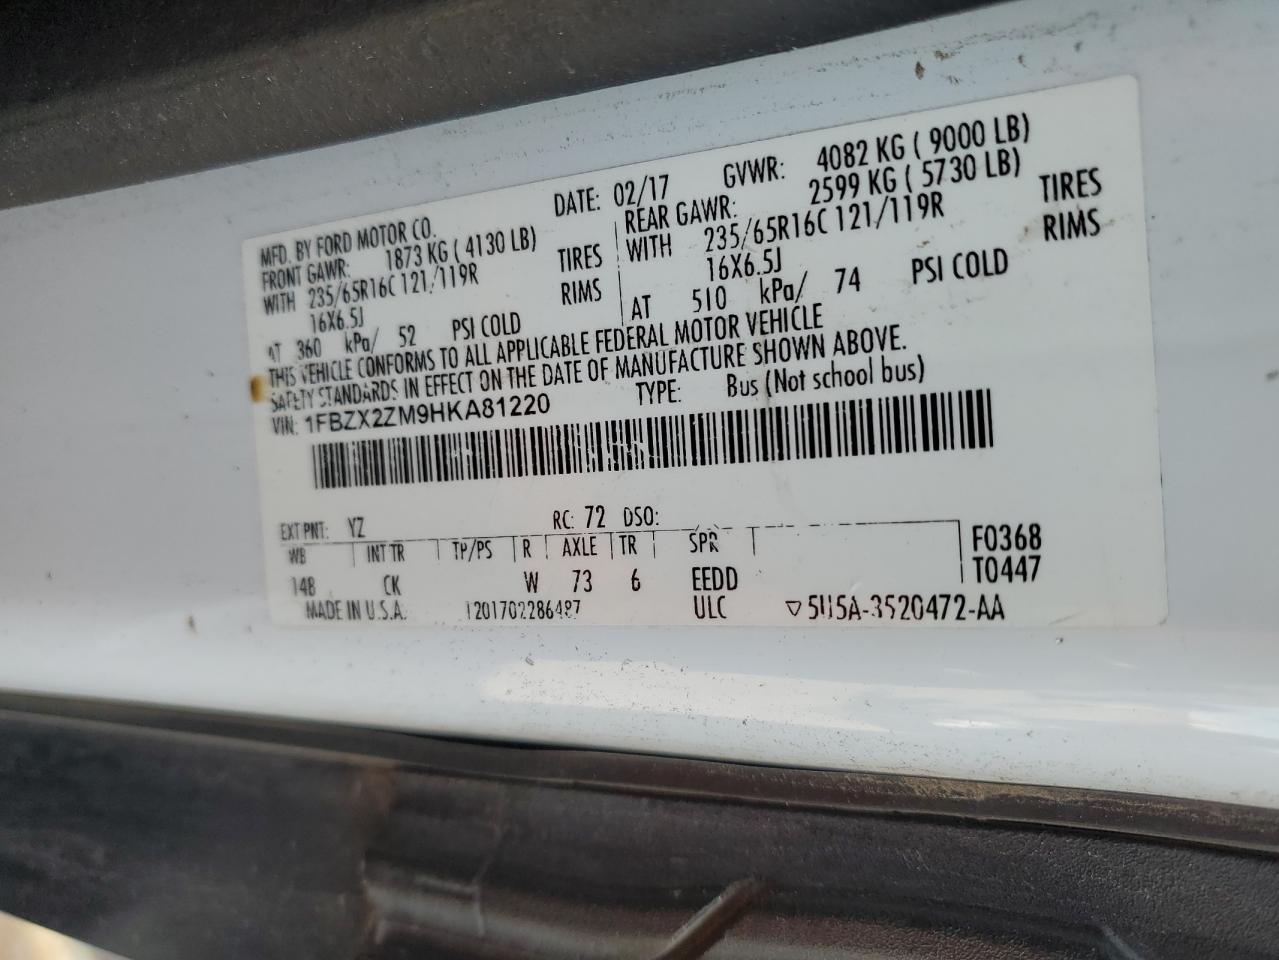 MFD. BY FORD MOTOR CO. DATE: 02/17 GVWR: 4082 KG ( 9000 LB)
FRONT GAWR: 1873 KG ( 4130 LB) REAR GAWR: 2599 KG ( 5730 LB)
WITH 235/65R16C 121/119R TIRES WITH 235/65R16C 121/119R TIRES
16X6.5J RIMS 16X6.5J RIMS
AT 360 kPa/ 52 PSI COLD AT 510 kPa/ 74 PSI COLD
THIS VEHICLE CONFORMS TO ALL APPLICABLE FEDERAL MOTOR VEHICLE
SAFETY STANDARDS IN EFFECT ON THE DATE OF MANUFACTURE SHOWN ABOVE.
VIN: 1FBZX2ZM9HKA81220 TYPE: Bus (Not school bus)
EXT PNT: YZ RC: 72 DSO:
WB INT TR TP/PS R AXLE TR SPR F0368
148 CK W 73 6 EEDD T0447
MADE IN U.S.A. 1201702286487 ULC ▽ 5U5A-3520472-AA